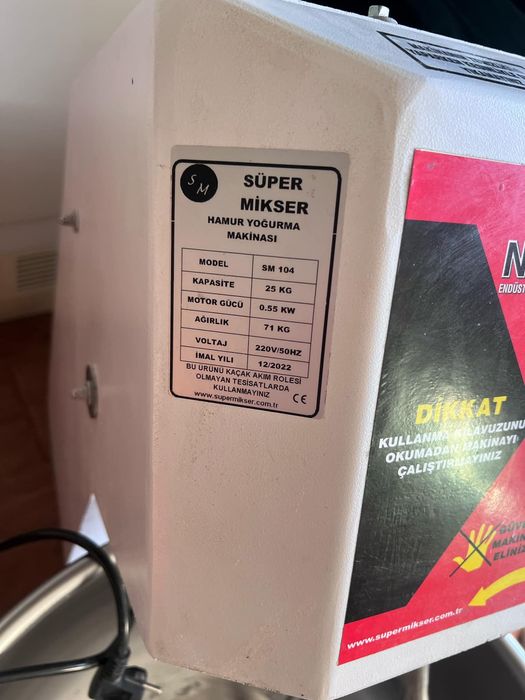 SM
SÜPER
MİKSER
HAMUR YOĞURMA
MAKİNASI
MODEL SM 104
KAPASİTE 25 KG
MOTOR GÜCÜ 0.55 KW
AĞIRLIK 71 KG
VOLTAJ 220V/50HZ
İMAL YILI 12/2022
BU ÜRÜNÜ KAÇAK AKIM ROLESİ
OLMAYAN TESİSATLARDA
KULLANMAYINIZ
www.supermikser.com.tr CE
DİKKAT
KULLANMA KILAVUZUNU
OKUMADAN MAKİNAYI
ÇALIŞTIRMAYINIZ
www.supermikser.com.tr